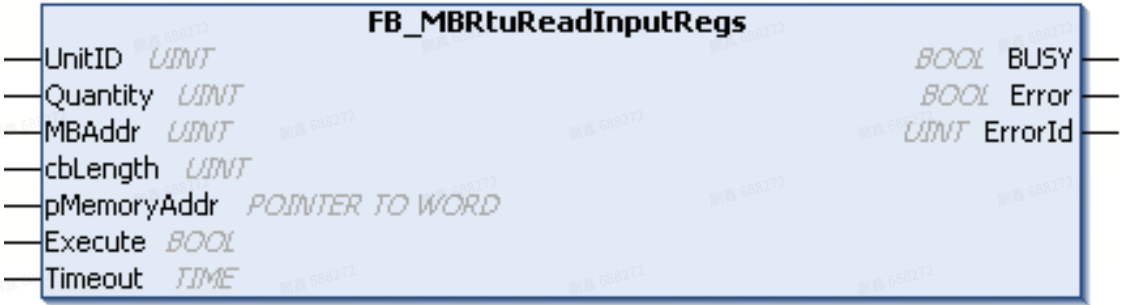 FB_MBRtuReadInputRegs
UnitID UINT BOOL BUSY
Quantity UINT BOOL Error
MBAddr UINT UINT ErrorId
cbLength UINT
pMemoryAddr POINTER TO WORD
Execute BOOL
Timeout TIME